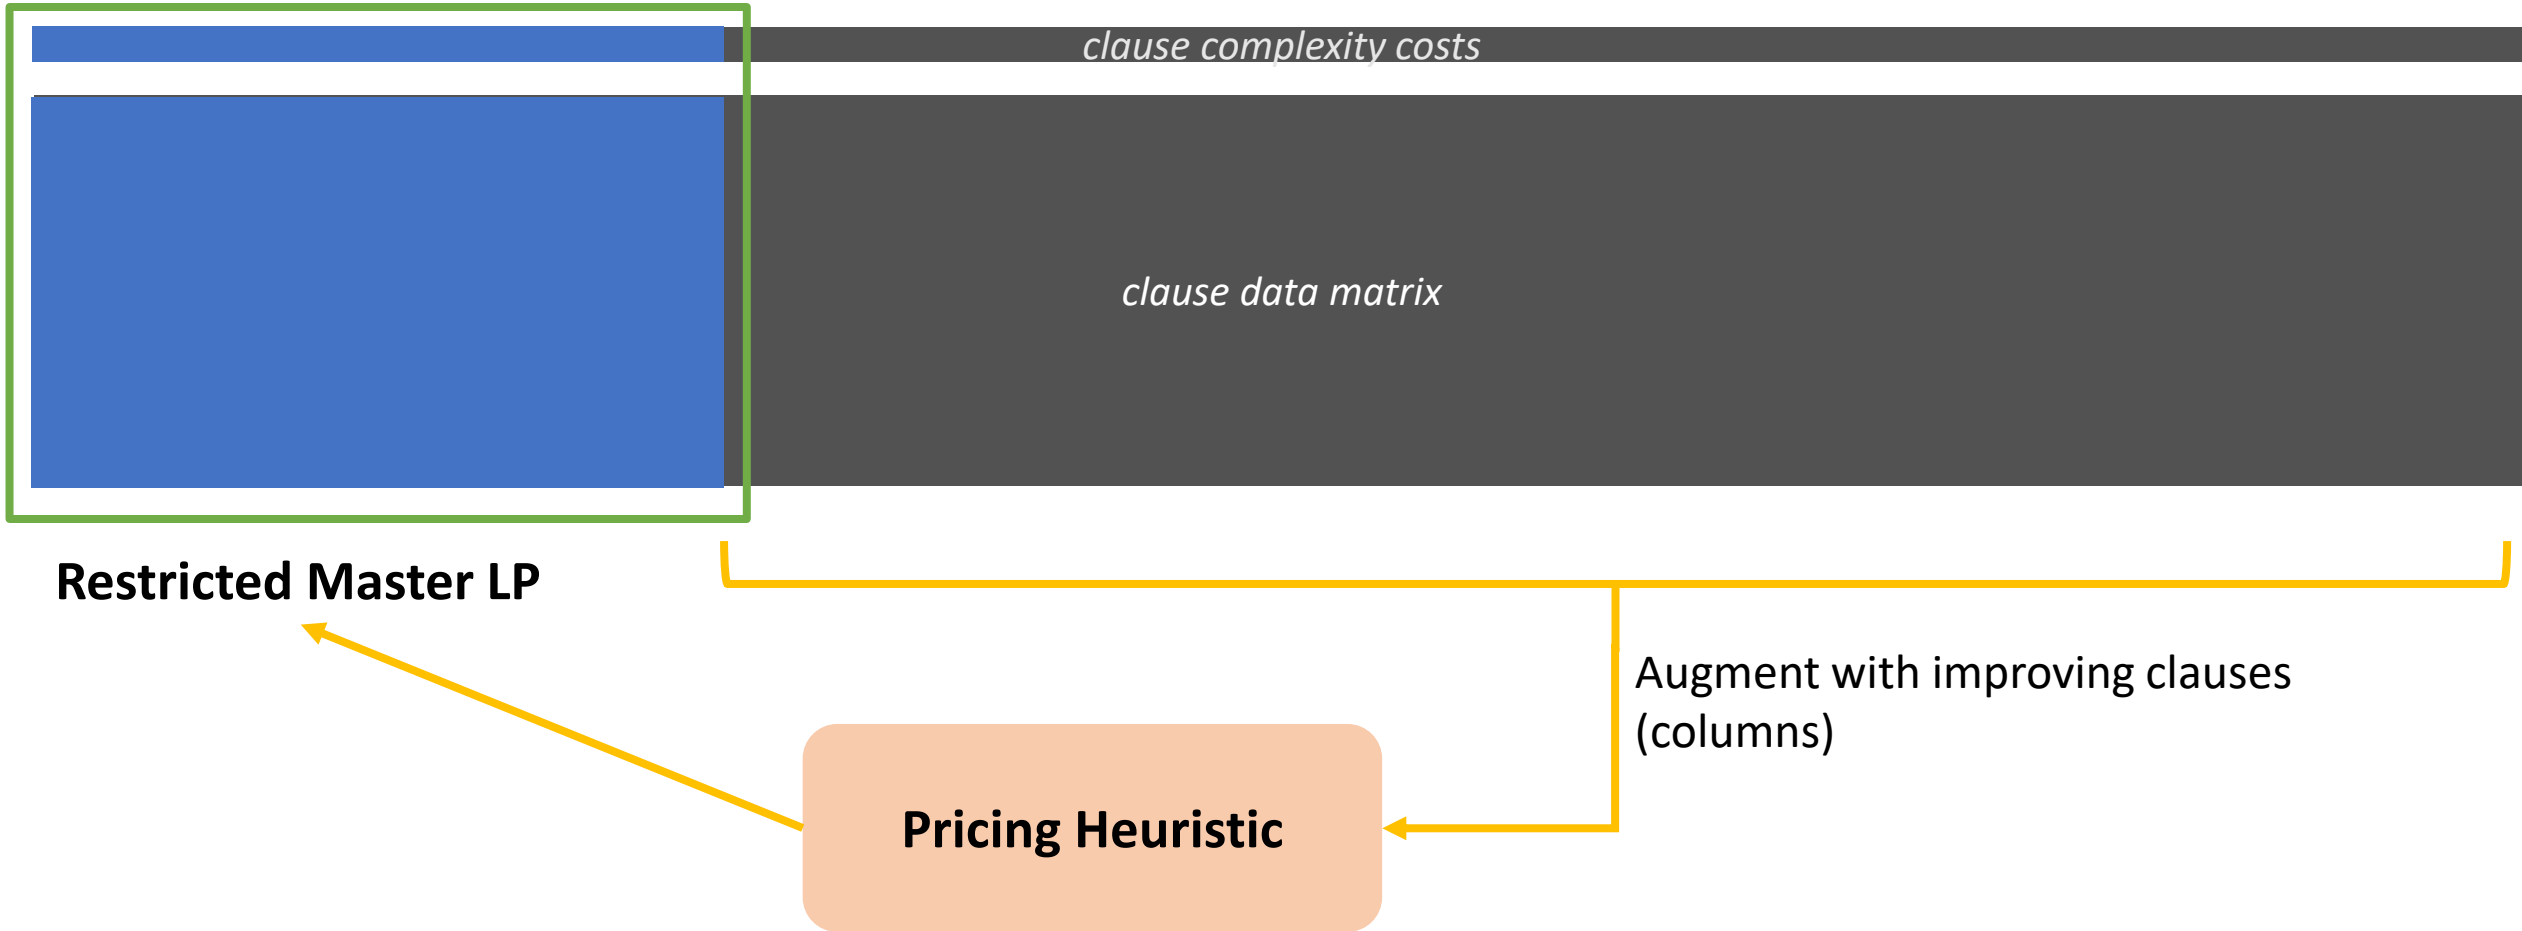 clause complexity costs
clause data matrix
Restricted Master LP
Augment with improving clauses
(columns)
Pricing Heuristic